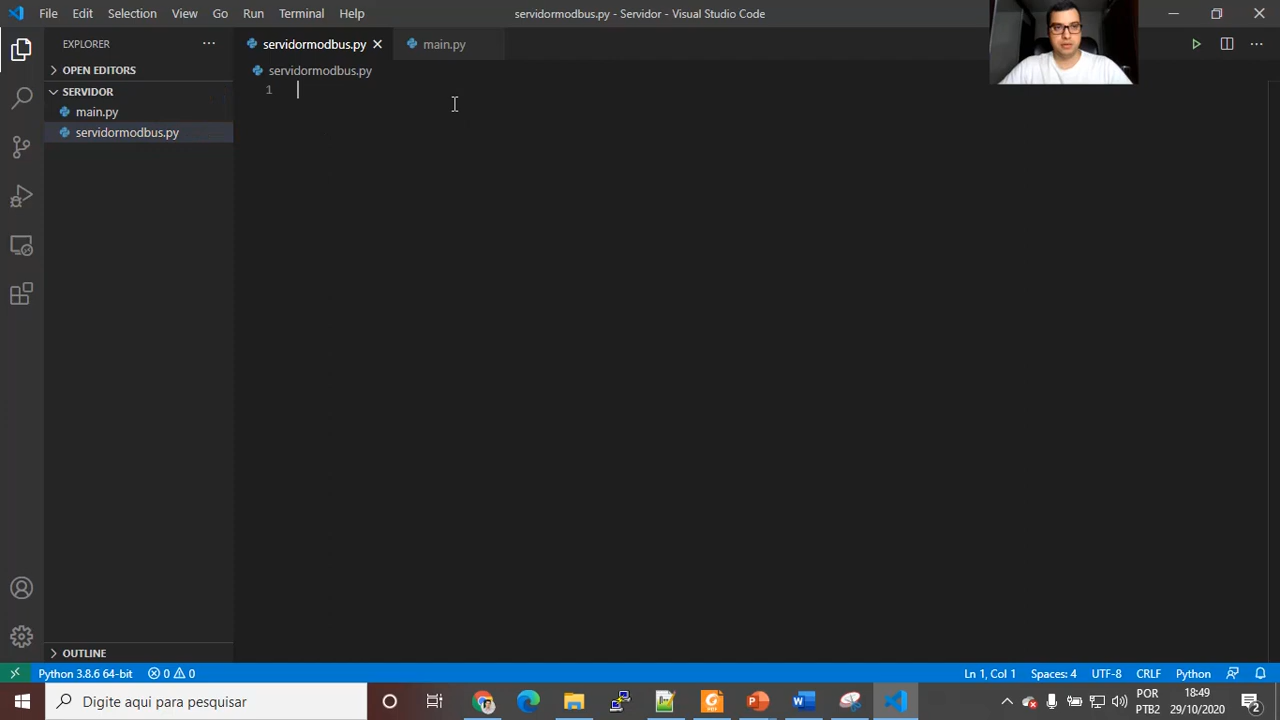 File Edit Selection View Go Run Terminal Help
servidormodbus.py - Servidor - Visual Studio Code
EXPLORER
servidormodbus.py
main.py
OPEN EDITORS
servidormodbus.py
SERVIDOR
1
main.py
servidormodbus.py
OUTLINE
Python 3.8.6 64-bit 0 0
Ln 1, Col 1 Spaces: 4 UTF-8 CRLF Python
Digite aqui para pesquisar
POR
PTB2
18:49
29/10/2020
2